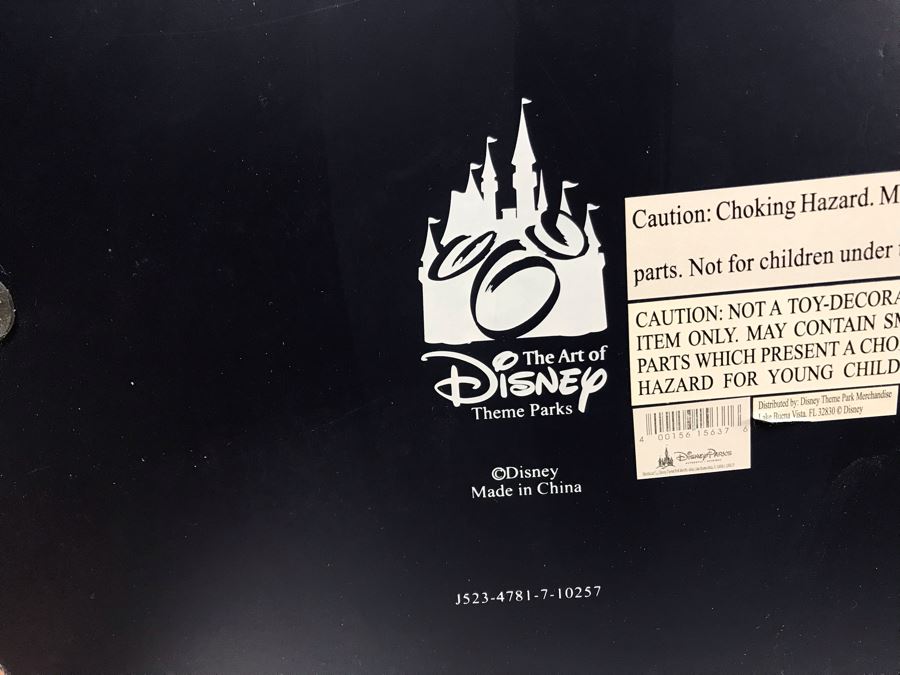 The Art of
Disney
Theme Parks
©Disney
Made in China
J523-4781-7-10257
Caution: Choking Hazard. M
parts. Not for children under
CAUTION: NOT A TOY-DECORA
ITEM ONLY. MAY CONTAIN SM
PARTS WHICH PRESENT A CHO
HAZARD FOR YOUNG CHILD
Distributed by: Disney Theme Park Merchandise
Lake Buena Vista, FL 32830 © Disney
4 00156 15637 6
Disney Parks